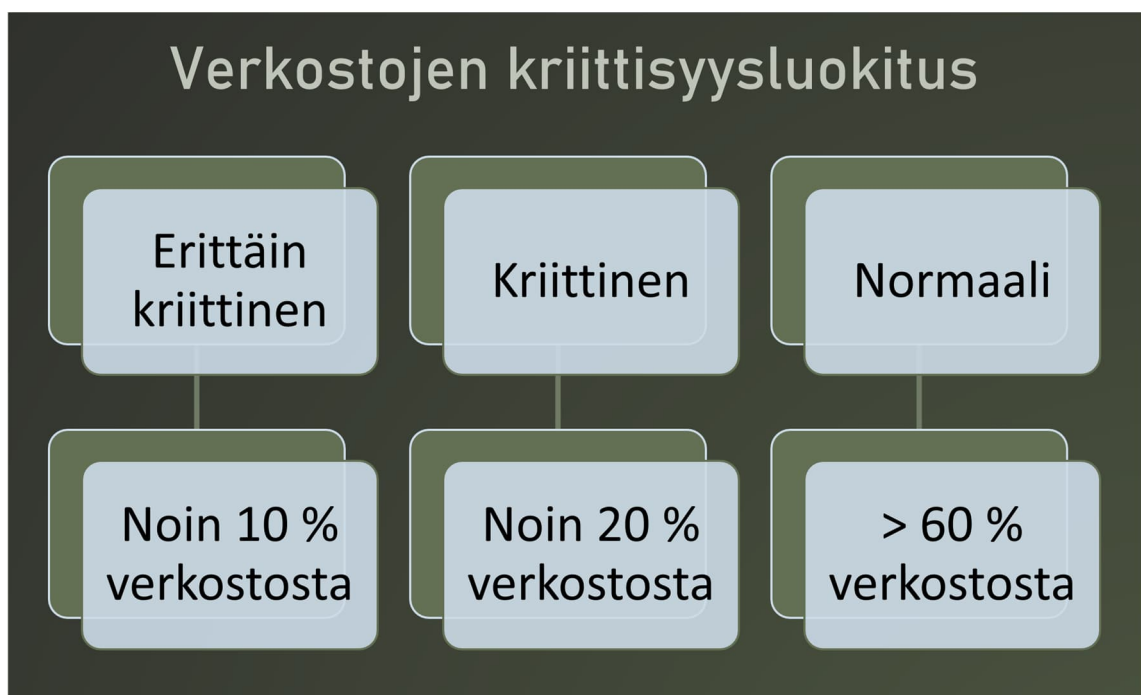 Verkostojen kriittisyysluokitus
Erittäin
kriittinen
Kriittinen
Normaali
Noin 10 %
verkostosta
Noin 20 %
verkostosta
> 60 %
verkostosta